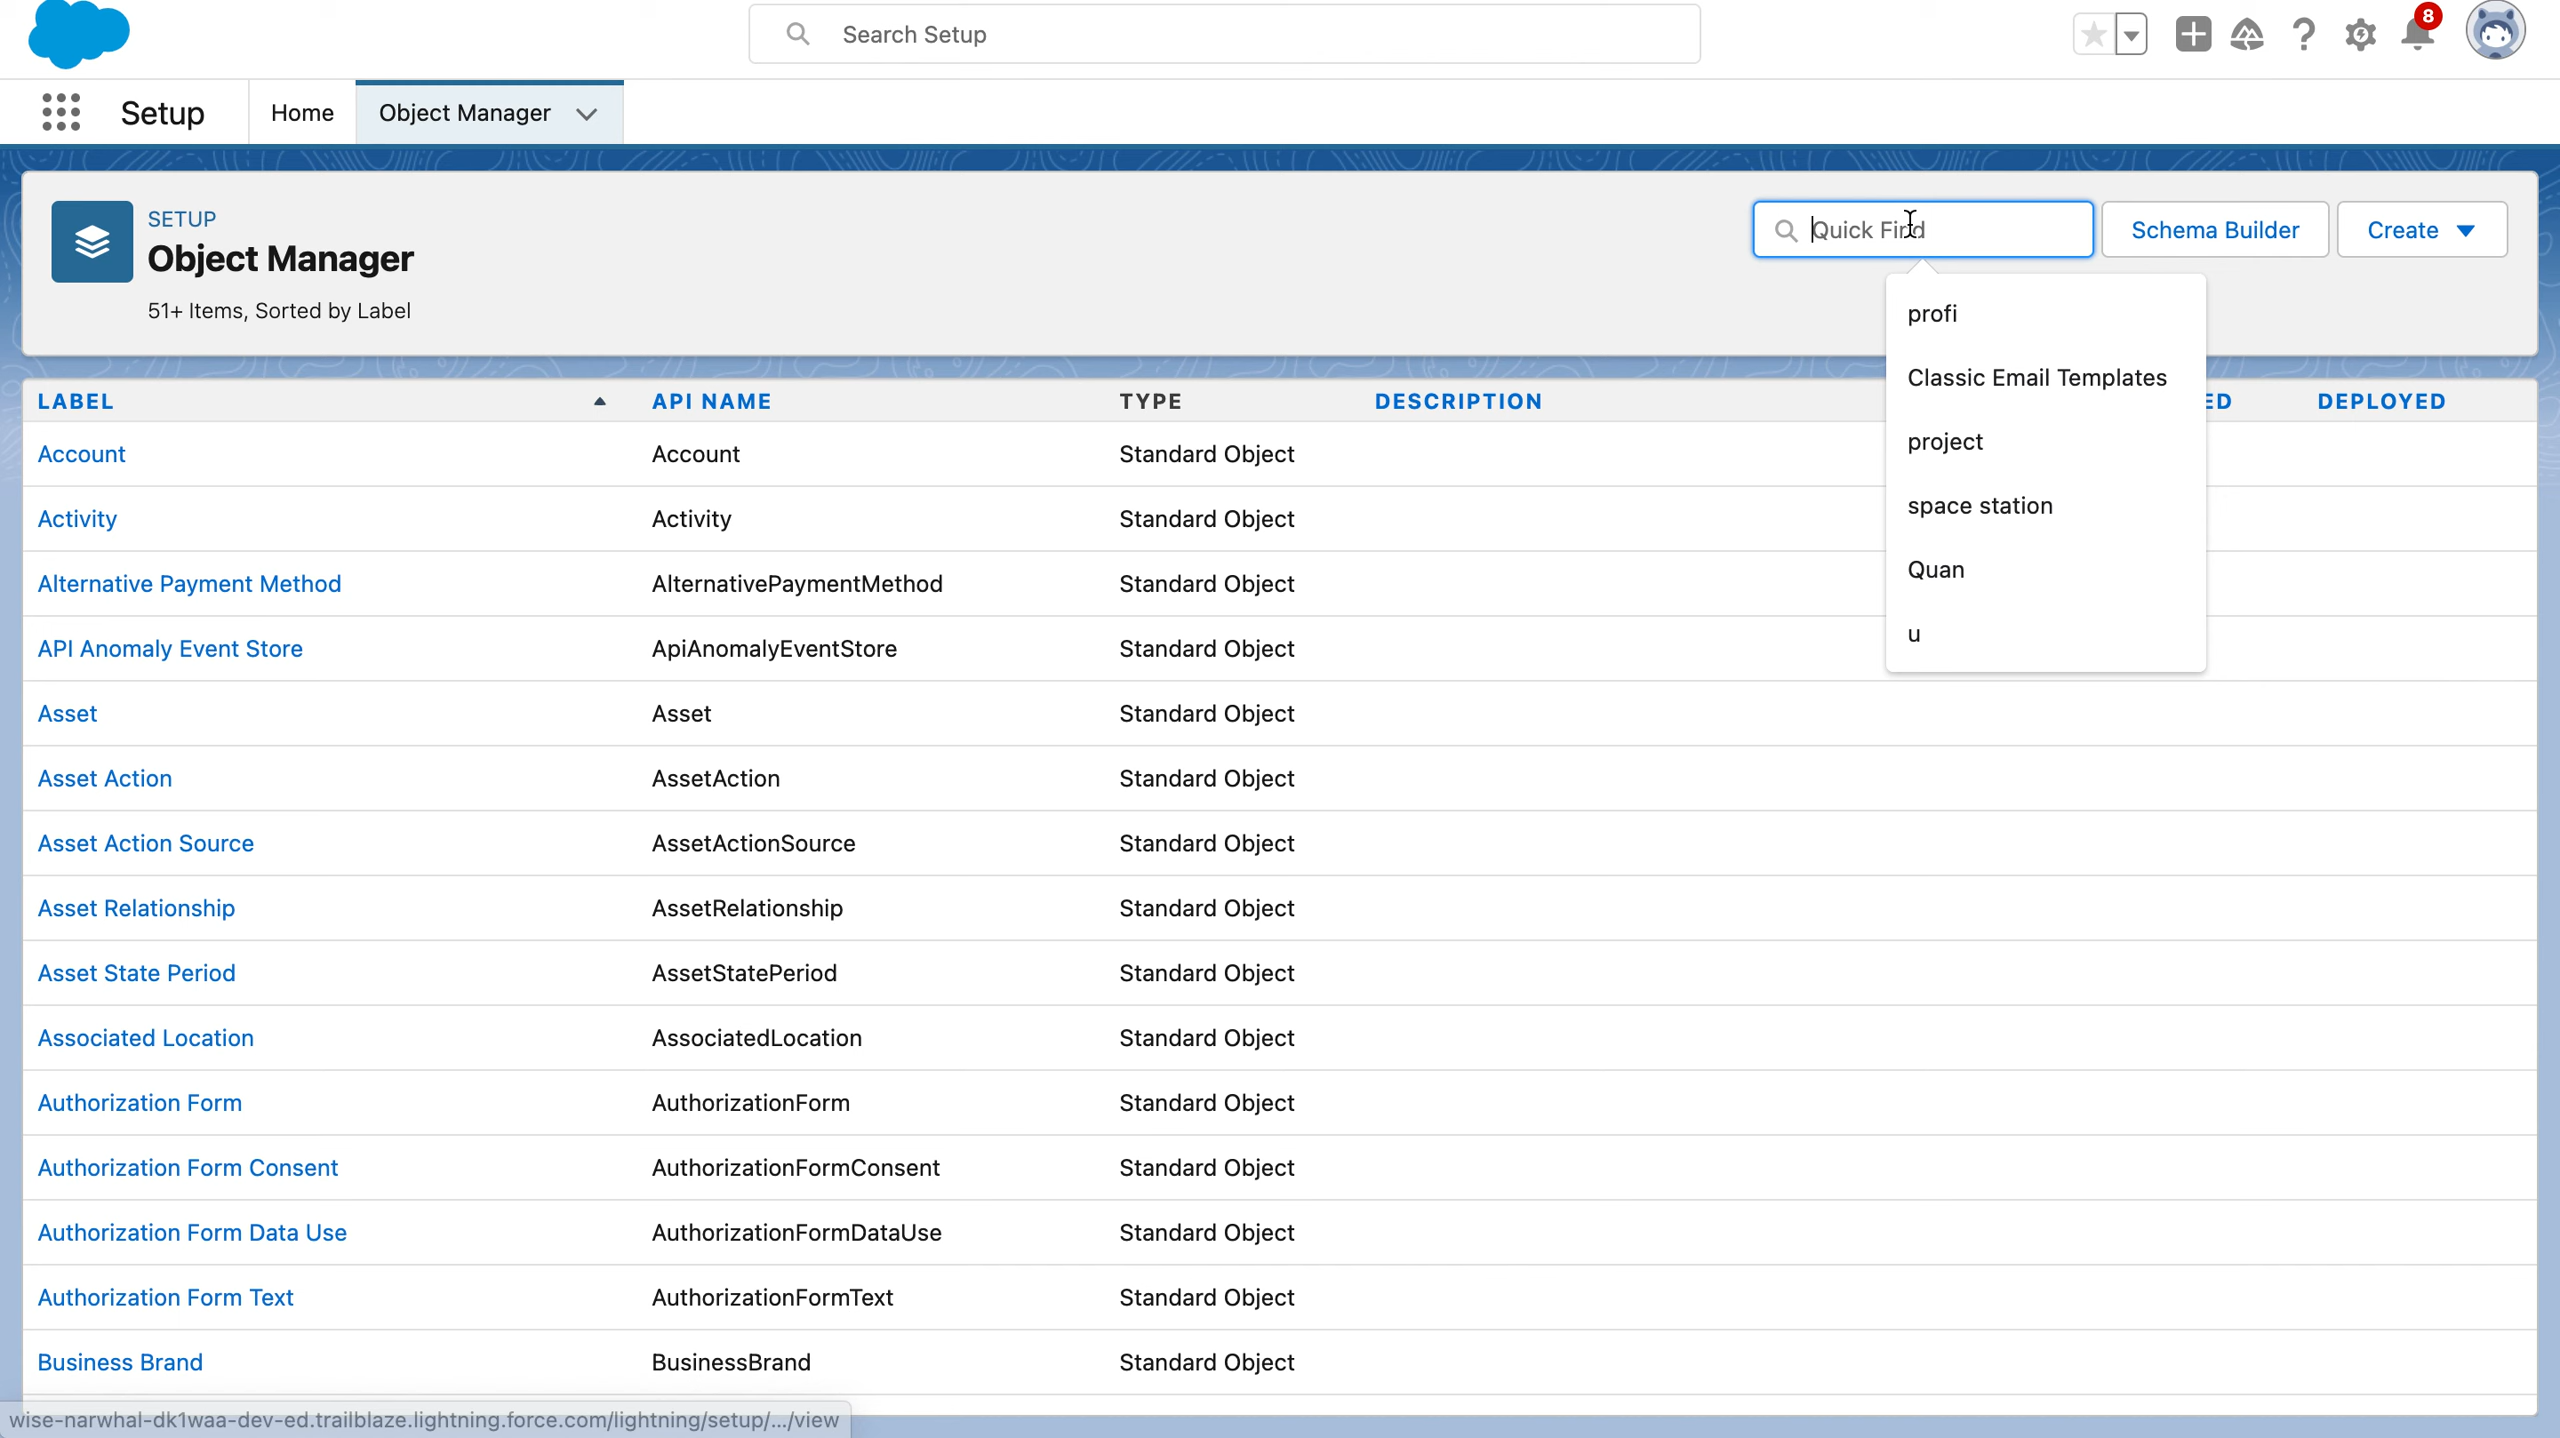 Search Setup
8
Setup
Home
Object Manager
SETUP
Object Manager
51+ Items, Sorted by Label
Quick Find
Schema Builder
Create
profi
Classic Email Templates
project
space station
Quan
u
LABEL API NAME TYPE DESCRIPTION ED DEPLOYED
Account Account Standard Object
Activity Activity Standard Object
Alternative Payment Method AlternativePaymentMethod Standard Object
API Anomaly Event Store ApiAnomalyEventStore Standard Object
Asset Asset Standard Object
Asset Action AssetAction Standard Object
Asset Action Source AssetActionSource Standard Object
Asset Relationship AssetRelationship Standard Object
Asset State Period AssetStatePeriod Standard Object
Associated Location AssociatedLocation Standard Object
Authorization Form AuthorizationForm Standard Object
Authorization Form Consent AuthorizationFormConsent Standard Object
Authorization Form Data Use AuthorizationFormDataUse Standard Object
Authorization Form Text AuthorizationFormText Standard Object
Business Brand BusinessBrand Standard Object
wise-narwhal-dk1waa-dev-ed.trailblaze.lightning.force.com/lightning/setup/.../view